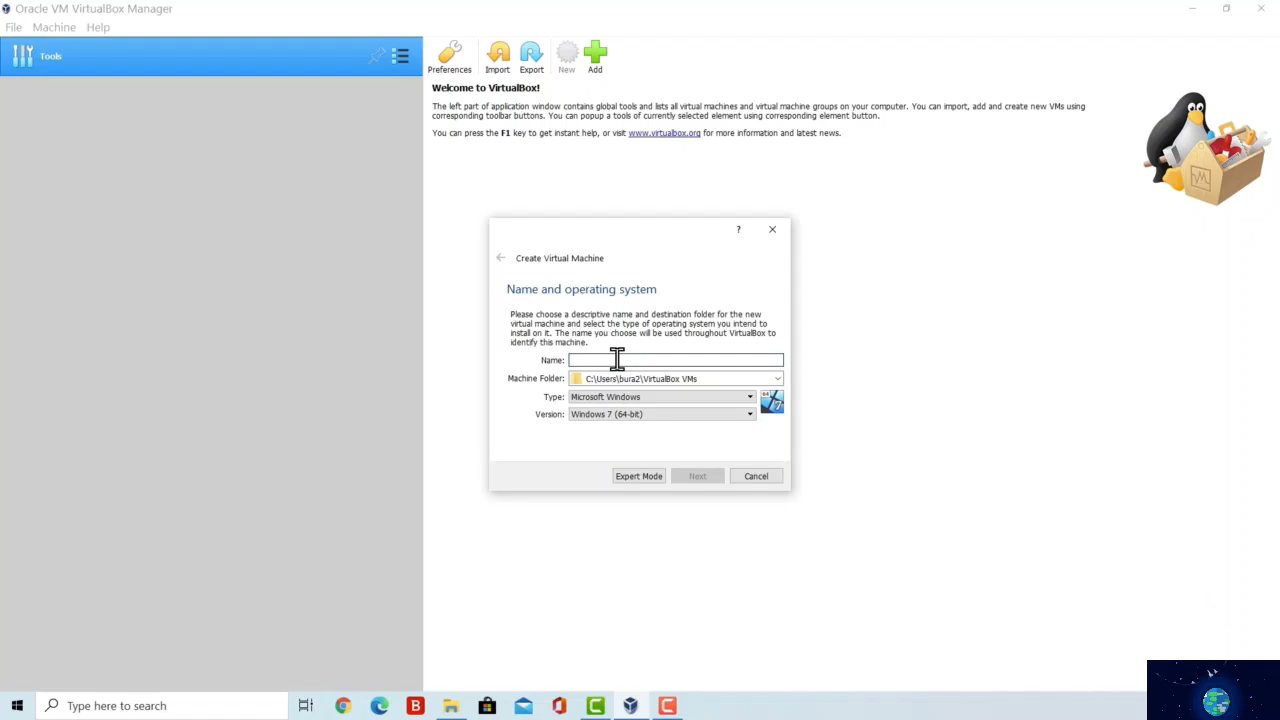 Oracle VM VirtualBox Manager
File Machine Help
Tools
Preferences Import Export New Add
Welcome to VirtualBox!
The left part of application window contains global tools and lists all virtual machines and virtual machine groups on your computer. You can import, add and create new VMs using
corresponding toolbar buttons. You can popup a tools of currently selected element using corresponding element button.
You can press the F1 key to get instant help, or visit www.virtualbox.org for more information and latest news.
?
Create Virtual Machine
Name and operating system
Please choose a descriptive name and destination folder for the new
virtual machine and select the type of operating system you intend to
install on it. The name you choose will be used throughout VirtualBox to
identify this machine.
Name:
Machine Folder: C:\Users\bura2\VirtualBox VMs
Type: Microsoft Windows
Version: Windows 7 (64-bit)
Expert Mode Next Cancel
Type here to search